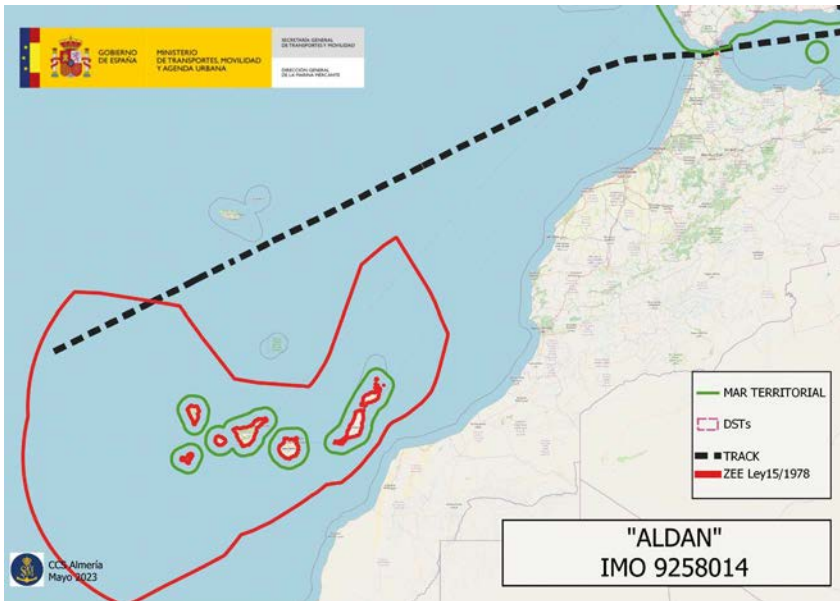 GOBIERNO
DE ESPAÑA
MINISTERIO
DE TRANSPORTES, MOVILIDAD
Y AGENDA URBANA
SECRETARÍA GENERAL
DE TRANSPORTES Y MOVILIDAD
DIRECCIÓN GENERAL
DE LA MARINA MERCANTE
MAR TERRITORIAL
DSTs
TRACK
ZEE Ley15/1978
"ALDAN"
IMO 9258014
CCS Almería
Mayo 2023